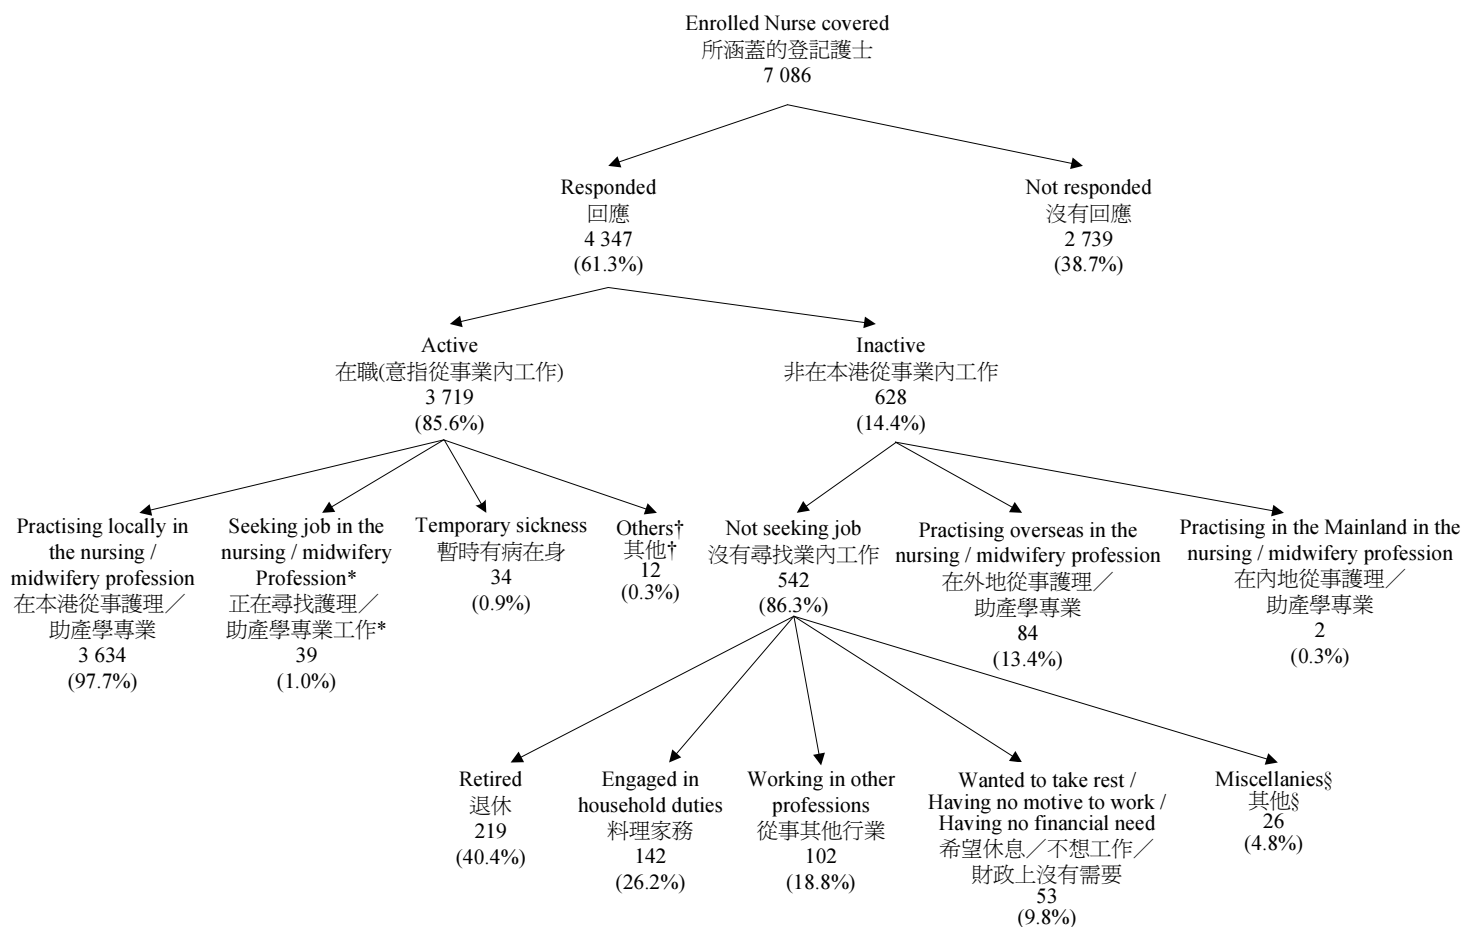 Enrolled Nurse covered
所涵蓋的登記護士
7 086
Responded
回應
4 347
(61.3%)
Not responded
沒有回應
2 739
(38.7%)
Active
在職(意指從事業內工作)
3 719
(85.6%)
Inactive
非在本港從事業內工作
628
(14.4%)
Practising locally in
the nursing /
midwifery profession
在本港從事護理／
助產學專業
3 634
(97.7%)
Seeking job in the
nursing / midwifery
Profession*
正在尋找護理／
助產學專業工作*
39
(1.0%)
Temporary sickness
暫時有病在身
34
(0.9%)
Others†
其他†
12
(0.3%)
Not seeking job
沒有尋找業內工作
542
(86.3%)
Practising overseas in the
nursing / midwifery profession
在外地從事護理／
助產學專業
84
(13.4%)
Practising in the Mainland in the
nursing / midwifery profession
在內地從事護理／
助產學專業
2
(0.3%)
Retired
退休
219
(40.4%)
Engaged in
household duties
料理家務
142
(26.2%)
Working in other
professions
從事其他行業
102
(18.8%)
Wanted to take rest /
Having no motive to work /
Having no financial need
希望休息／不想工作／
財政上沒有需要
53
(9.8%)
Miscellanies§
其他§
26
(4.8%)